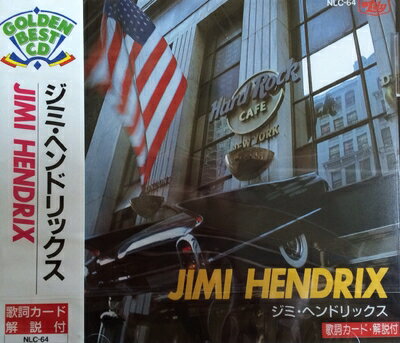 GOLDEN
BEST
CD
ジミ・ヘンドリックス
JIMI HENDRIX
歌詞カード
解説付
NLC-64
NLC-64
Hard Rock
CAFE
NEW YORK
JIMI HENDRIX
ジミ・ヘンドリックス
歌詞カード・解説付